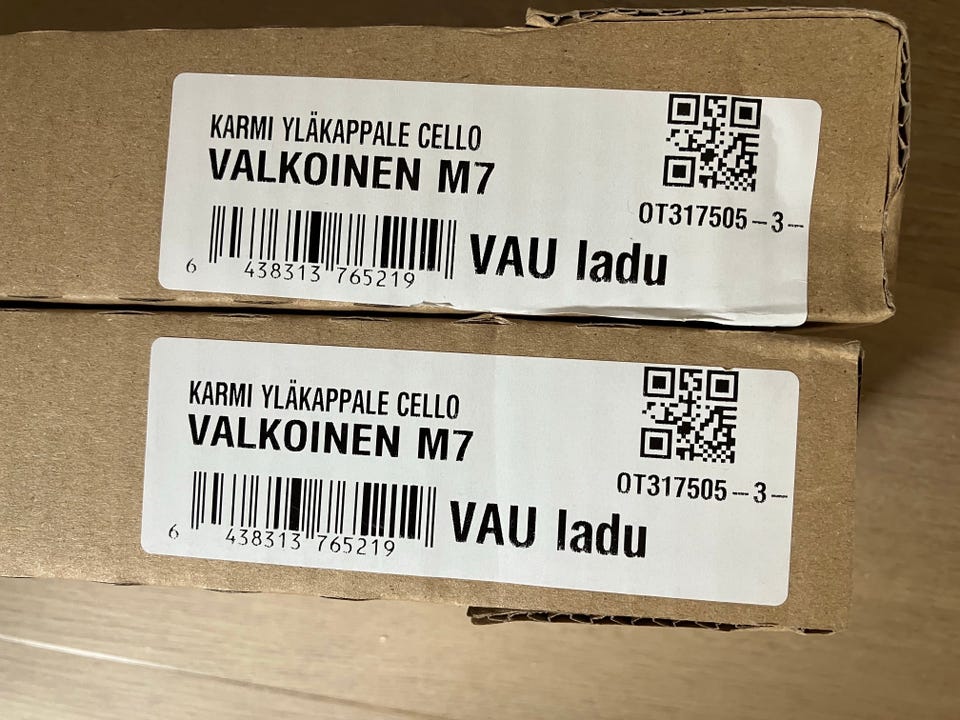 KARMI YLÄKAPPALE CELLO
VALKOINEN M7
OT317505-3-
6 438313 765219
VAU ladu
KARMI YLÄKAPPALE CELLO
VALKOINEN M7
OT317505-3-
6 438313 765219
VAU ladu